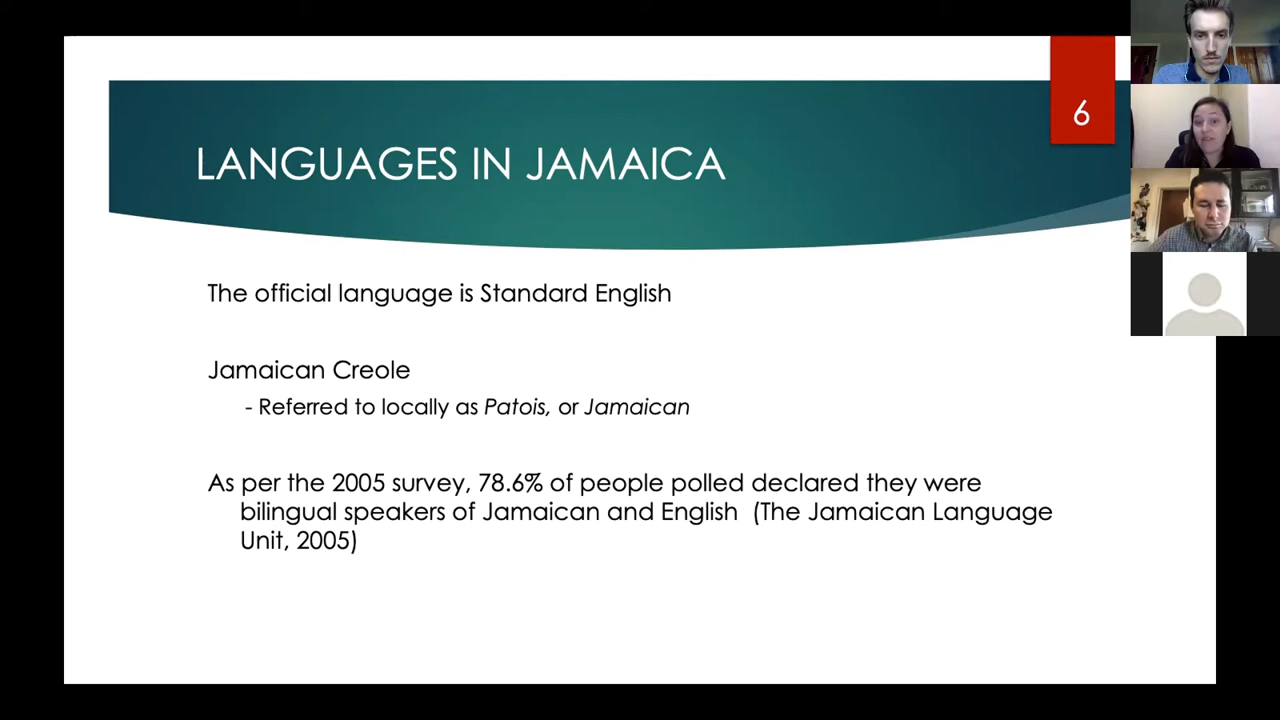 6
LANGUAGES IN JAMAICA
The official language is Standard English
Jamaican Creole
- Referred to locally as Patois, or Jamaican
As per the 2005 survey, 78.6% of people polled declared they were
bilingual speakers of Jamaican and English (The Jamaican Language
Unit, 2005)